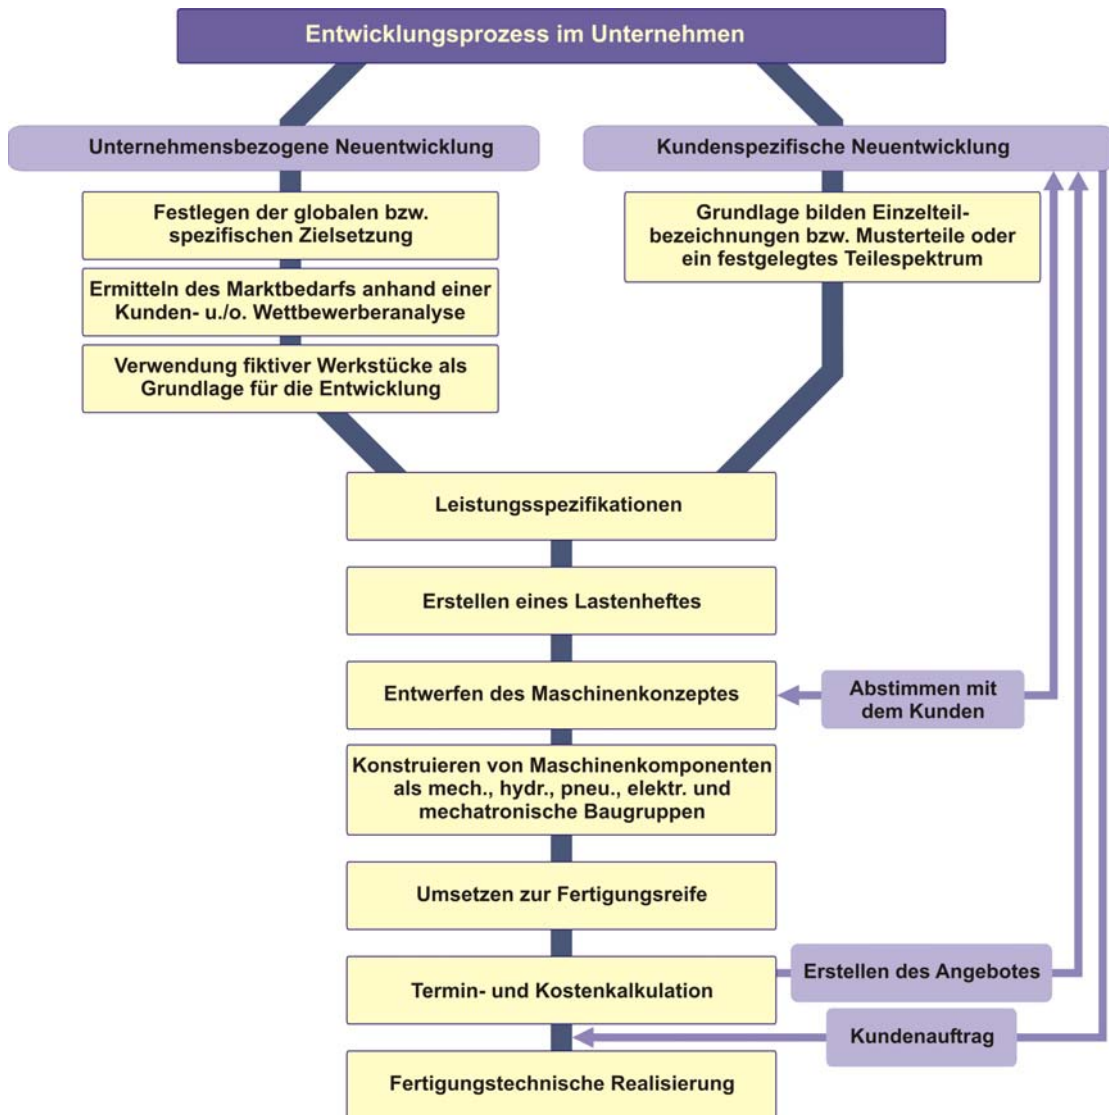 Entwicklungsprozess im Unternehmen
Unternehmensbezogene Neuentwicklung
Kundenspezifische Neuentwicklung
Festlegen der globalen bzw.
spezifischen Zielsetzung
Grundlage bilden Einzelteil-
bezeichnungen bzw. Musterteile oder
ein festgelegtes Teilespektrum
Ermitteln des Marktbedarfs anhand einer
Kunden- u./o. Wettbewerberanalyse
Verwendung fiktiver Werkstücke als
Grundlage für die Entwicklung
Leistungsspezifikationen
Erstellen eines Lastenheftes
Entwerfen des Maschinenkonzeptes
Abstimmen mit
dem Kunden
Konstruieren von Maschinenkomponenten
als mech., hydr., pneu., elektr. und
mechatronische Baugruppen
Umsetzen zur Fertigungsreife
Termin- und Kostenkalkulation
Erstellen des Angebotes
Kundenauftrag
Fertigungstechnische Realisierung